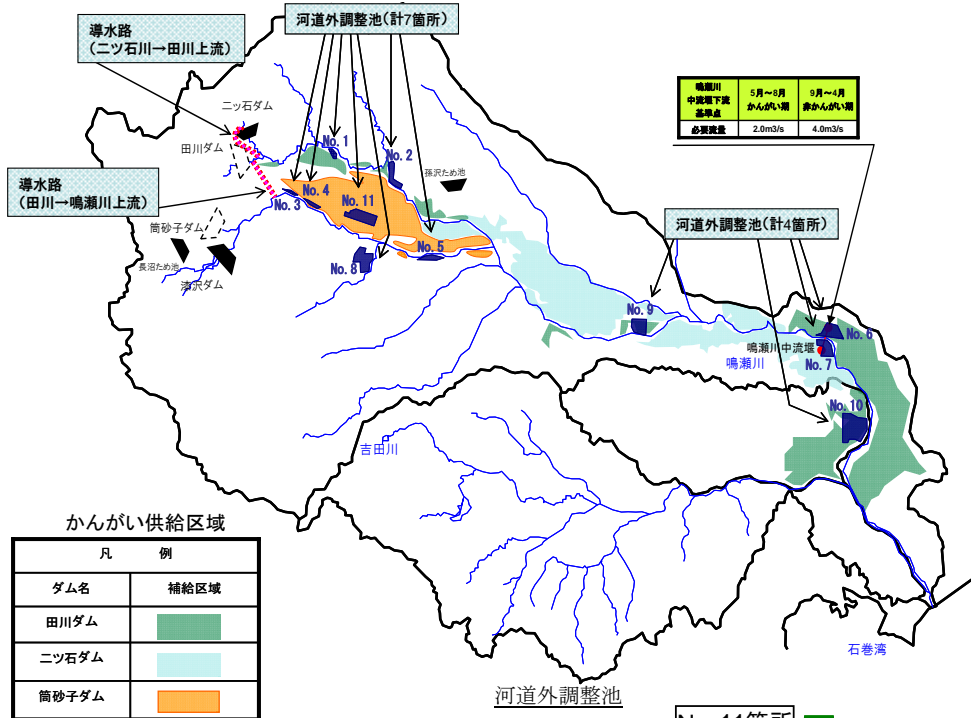 導水路
(二ツ石川→田川上流)
河道外調整池(計7箇所)
鳴瀬川
中流堰下流
基準点
5月~8月
かんがい期
9月~4月
非かんがい期
必要流量
2.0m3/s
4.0m3/s
二ッ石ダム
田川ダム
No.1
No.2
孫沢ため池
導水路
(田川→鳴瀬川上流)
No.3
No.4
No.11
筒砂子ダム
長沼ため池
漆沢ダム
No.8
No.5
河道外調整池(計4箇所)
No.9
No.6
鳴瀬川中流堰
鳴瀬川
No.7
No.10
吉田川
石巻湾
かんがい供給区域
凡 例
ダム名
補給区域
田川ダム
二ツ石ダム
筒砂子ダム
河道外調整池